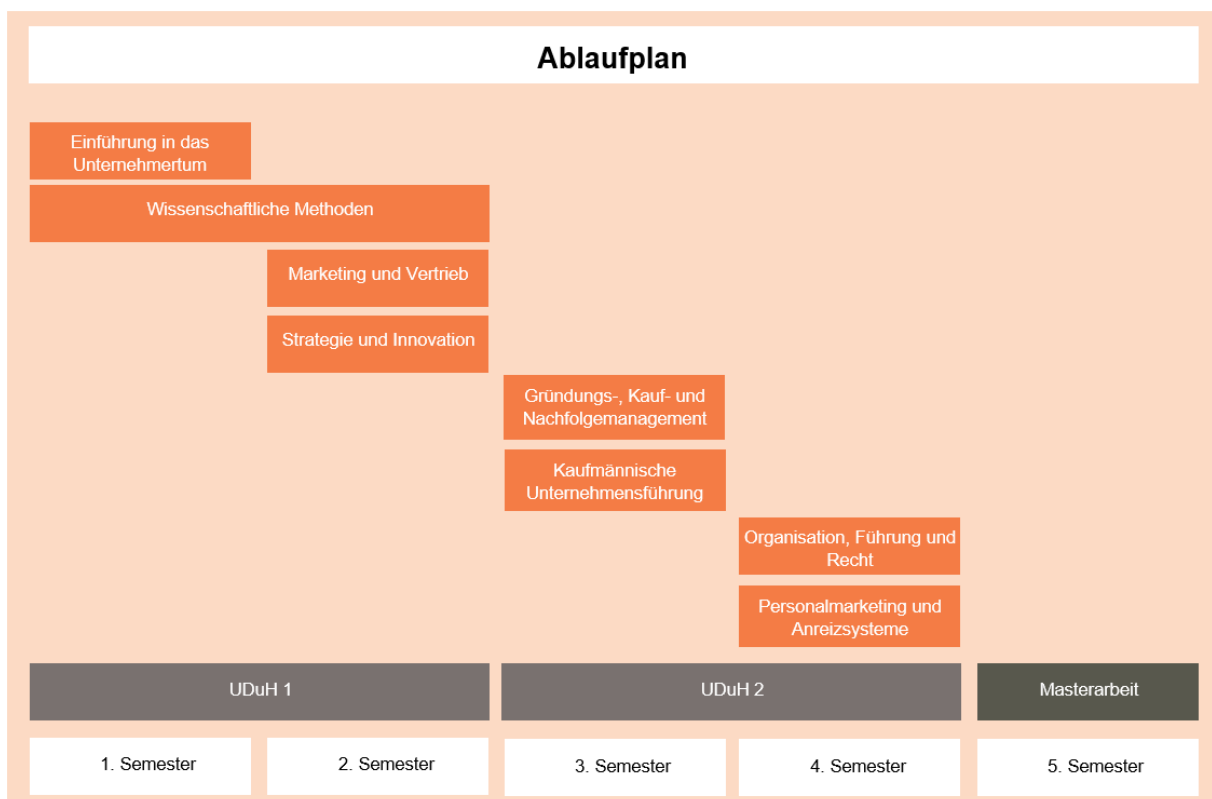 Ablaufplan
Einführung in das
Unternehmertum
Wissenschaftliche Methoden
Marketing und Vertrieb
Strategie und Innovation
Gründungs-, Kauf- und
Nachfolgemanagement
Kaufmännische
Unternehmensführung
Organisation, Führung und
Recht
Personalmarketing und
Anreizsysteme
UDuH 1
UDuH 2
Masterarbeit
1. Semester
2. Semester
3. Semester
4. Semester
5. Semester